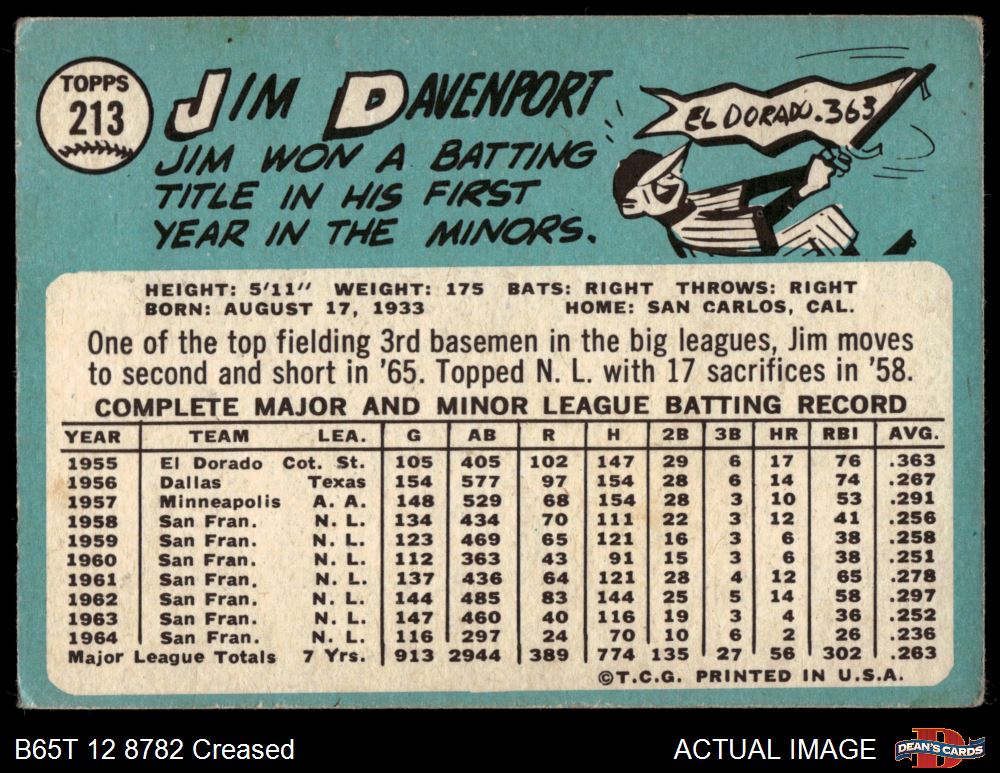 TOPPS
213
JIM DAVENPORT
JIM WON A BATTING
TITLE IN HIS FIRST
YEAR IN THE MINORS.
EL DORADO .363
HEIGHT: 5'11" WEIGHT: 175 BATS: RIGHT THROWS: RIGHT
BORN: AUGUST 17, 1933 HOME: SAN CARLOS, CAL.
One of the top fielding 3rd basemen in the big leagues, Jim moves
to second and short in '65. Topped N. L. with 17 sacrifices in '58.
COMPLETE MAJOR AND MINOR LEAGUE BATTING RECORD
YEAR TEAM LEA. G AB R H 2B 3B HR RBI AVG.
1955 El Dorado Cot. St. 105 405 102 147 29 6 17 76 .363
1956 Dallas Texas 154 577 97 154 28 6 14 74 .267
1957 Minneapolis A. A. 148 529 68 154 28 3 10 53 .291
1958 San Fran. N. L. 134 434 70 111 22 3 12 41 .256
1959 San Fran. N. L. 123 469 65 121 16 3 6 38 .258
1960 San Fran. N. L. 112 363 43 91 15 3 6 38 .251
1961 San Fran. N. L. 137 436 64 121 28 4 12 65 .278
1962 San Fran. N. L. 144 485 83 144 25 5 14 58 .297
1963 San Fran. N. L. 147 460 40 116 19 3 4 36 .252
1964 San Fran. N. L. 116 297 24 70 10 6 2 26 .236
Major League Totals 7 Yrs. 913 2944 389 774 135 27 56 302 .263
©T.C.G. PRINTED IN U.S.A.
B65T 12 8782 Creased ACTUAL IMAGE
D
DEAN'S CARDS